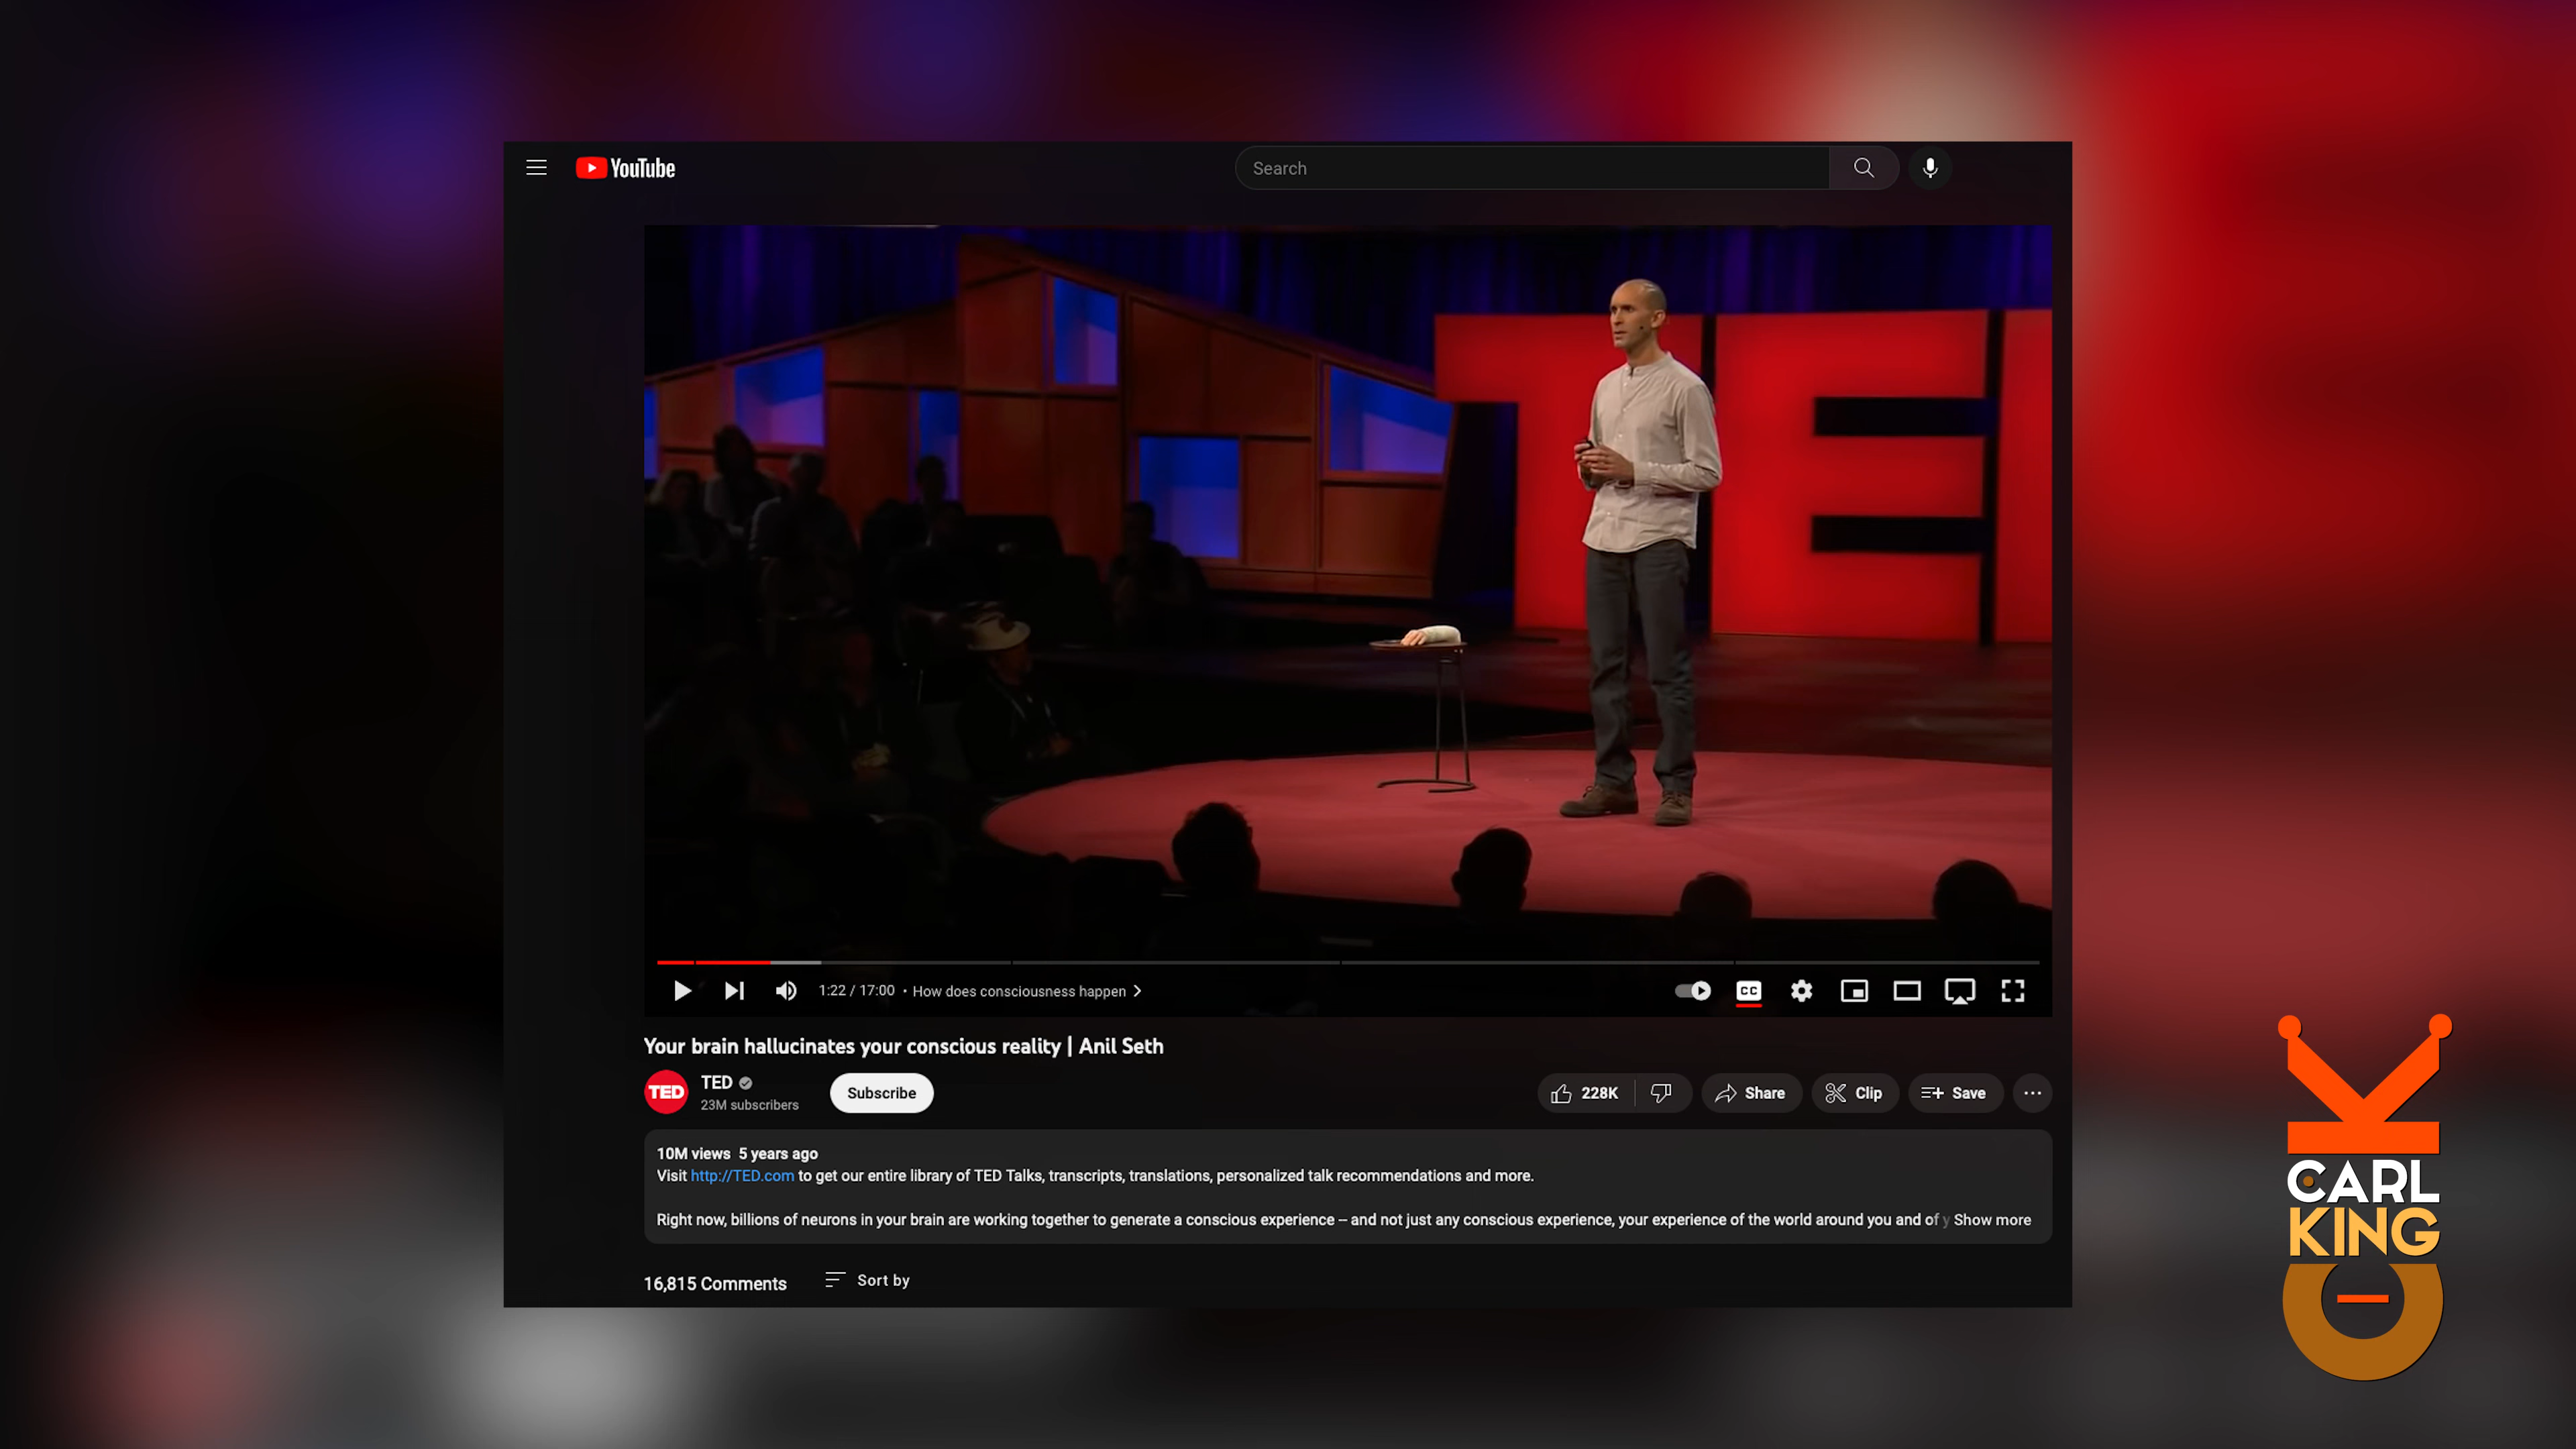 YouTube
Search
TE
1:22 / 17:00 • How does consciousness happen
CC
Your brain hallucinates your conscious reality | Anil Seth
TED
TED
23M subscribers
Subscribe
228K
Share
Clip
Save
10M views 5 years ago
Visit http://TED.com to get our entire library of TED Talks, transcripts, translations, personalized talk recommendations and more.
Right now, billions of neurons in your brain are working together to generate a conscious experience – and not just any conscious experience, your experience of the world around you and of y Show more
16,815 Comments
Sort by
CARL
KING